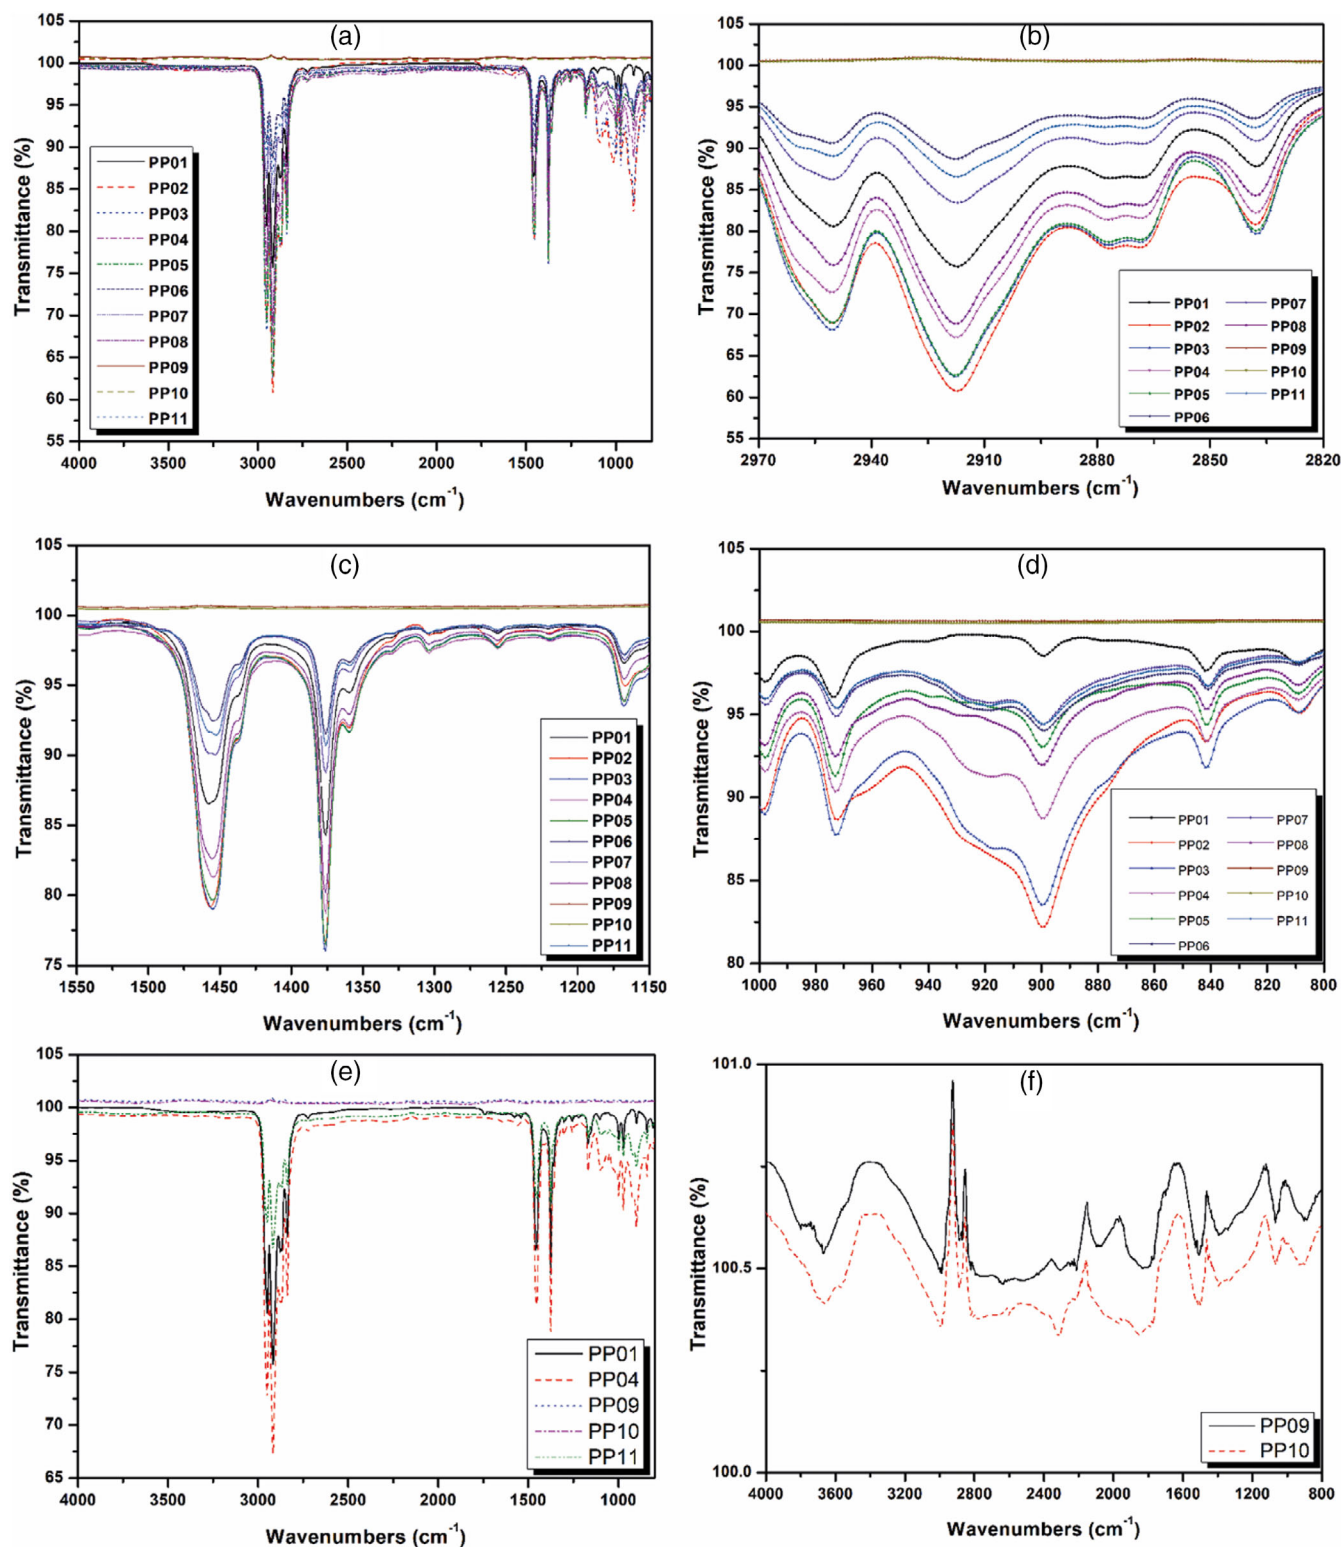 (a)
105
100
95
90
85
80
75
70
65
60
55
Transmittance (%)
PP01
PP02
PP03
PP04
PP05
PP06
PP07
PP08
PP09
PP10
PP11
4000 3500 3000 2500 2000 1500 1000
Wavenumbers (cm-1)
(b)
105
100
95
90
85
80
75
70
65
60
55
Transmittance (%)
PP01 PP07
PP02 PP08
PP03 PP09
PP04 PP10
PP05 PP11
PP06
2970 2940 2910 2880 2850 2820
Wavenumbers (cm-1)
(c)
105
100
95
90
85
80
75
Transmittance (%)
PP01
PP02
PP03
PP04
PP05
PP06
PP07
PP08
PP09
PP10
PP11
1550 1500 1450 1400 1350 1300 1250 1200 1150
Wavenumbers (cm-1)
(d)
105
100
95
90
85
80
Transmittance (%)
PP01 PP07
PP02 PP08
PP03 PP09
PP04 PP10
PP05 PP11
PP06
1000 980 960 940 920 900 880 860 840 820 800
Wavenumbers (cm-1)
(e)
105
100
95
90
85
80
75
70
65
Transmittance (%)
PP01
PP04
PP09
PP10
PP11
4000 3500 3000 2500 2000 1500 1000
Wavenumbers (cm-1)
(f)
101.0
100.5
100.0
Transmittance (%)
PP09
PP10
4000 3600 3200 2800 2400 2000 1600 1200 800
Wavenumbers (cm-1)